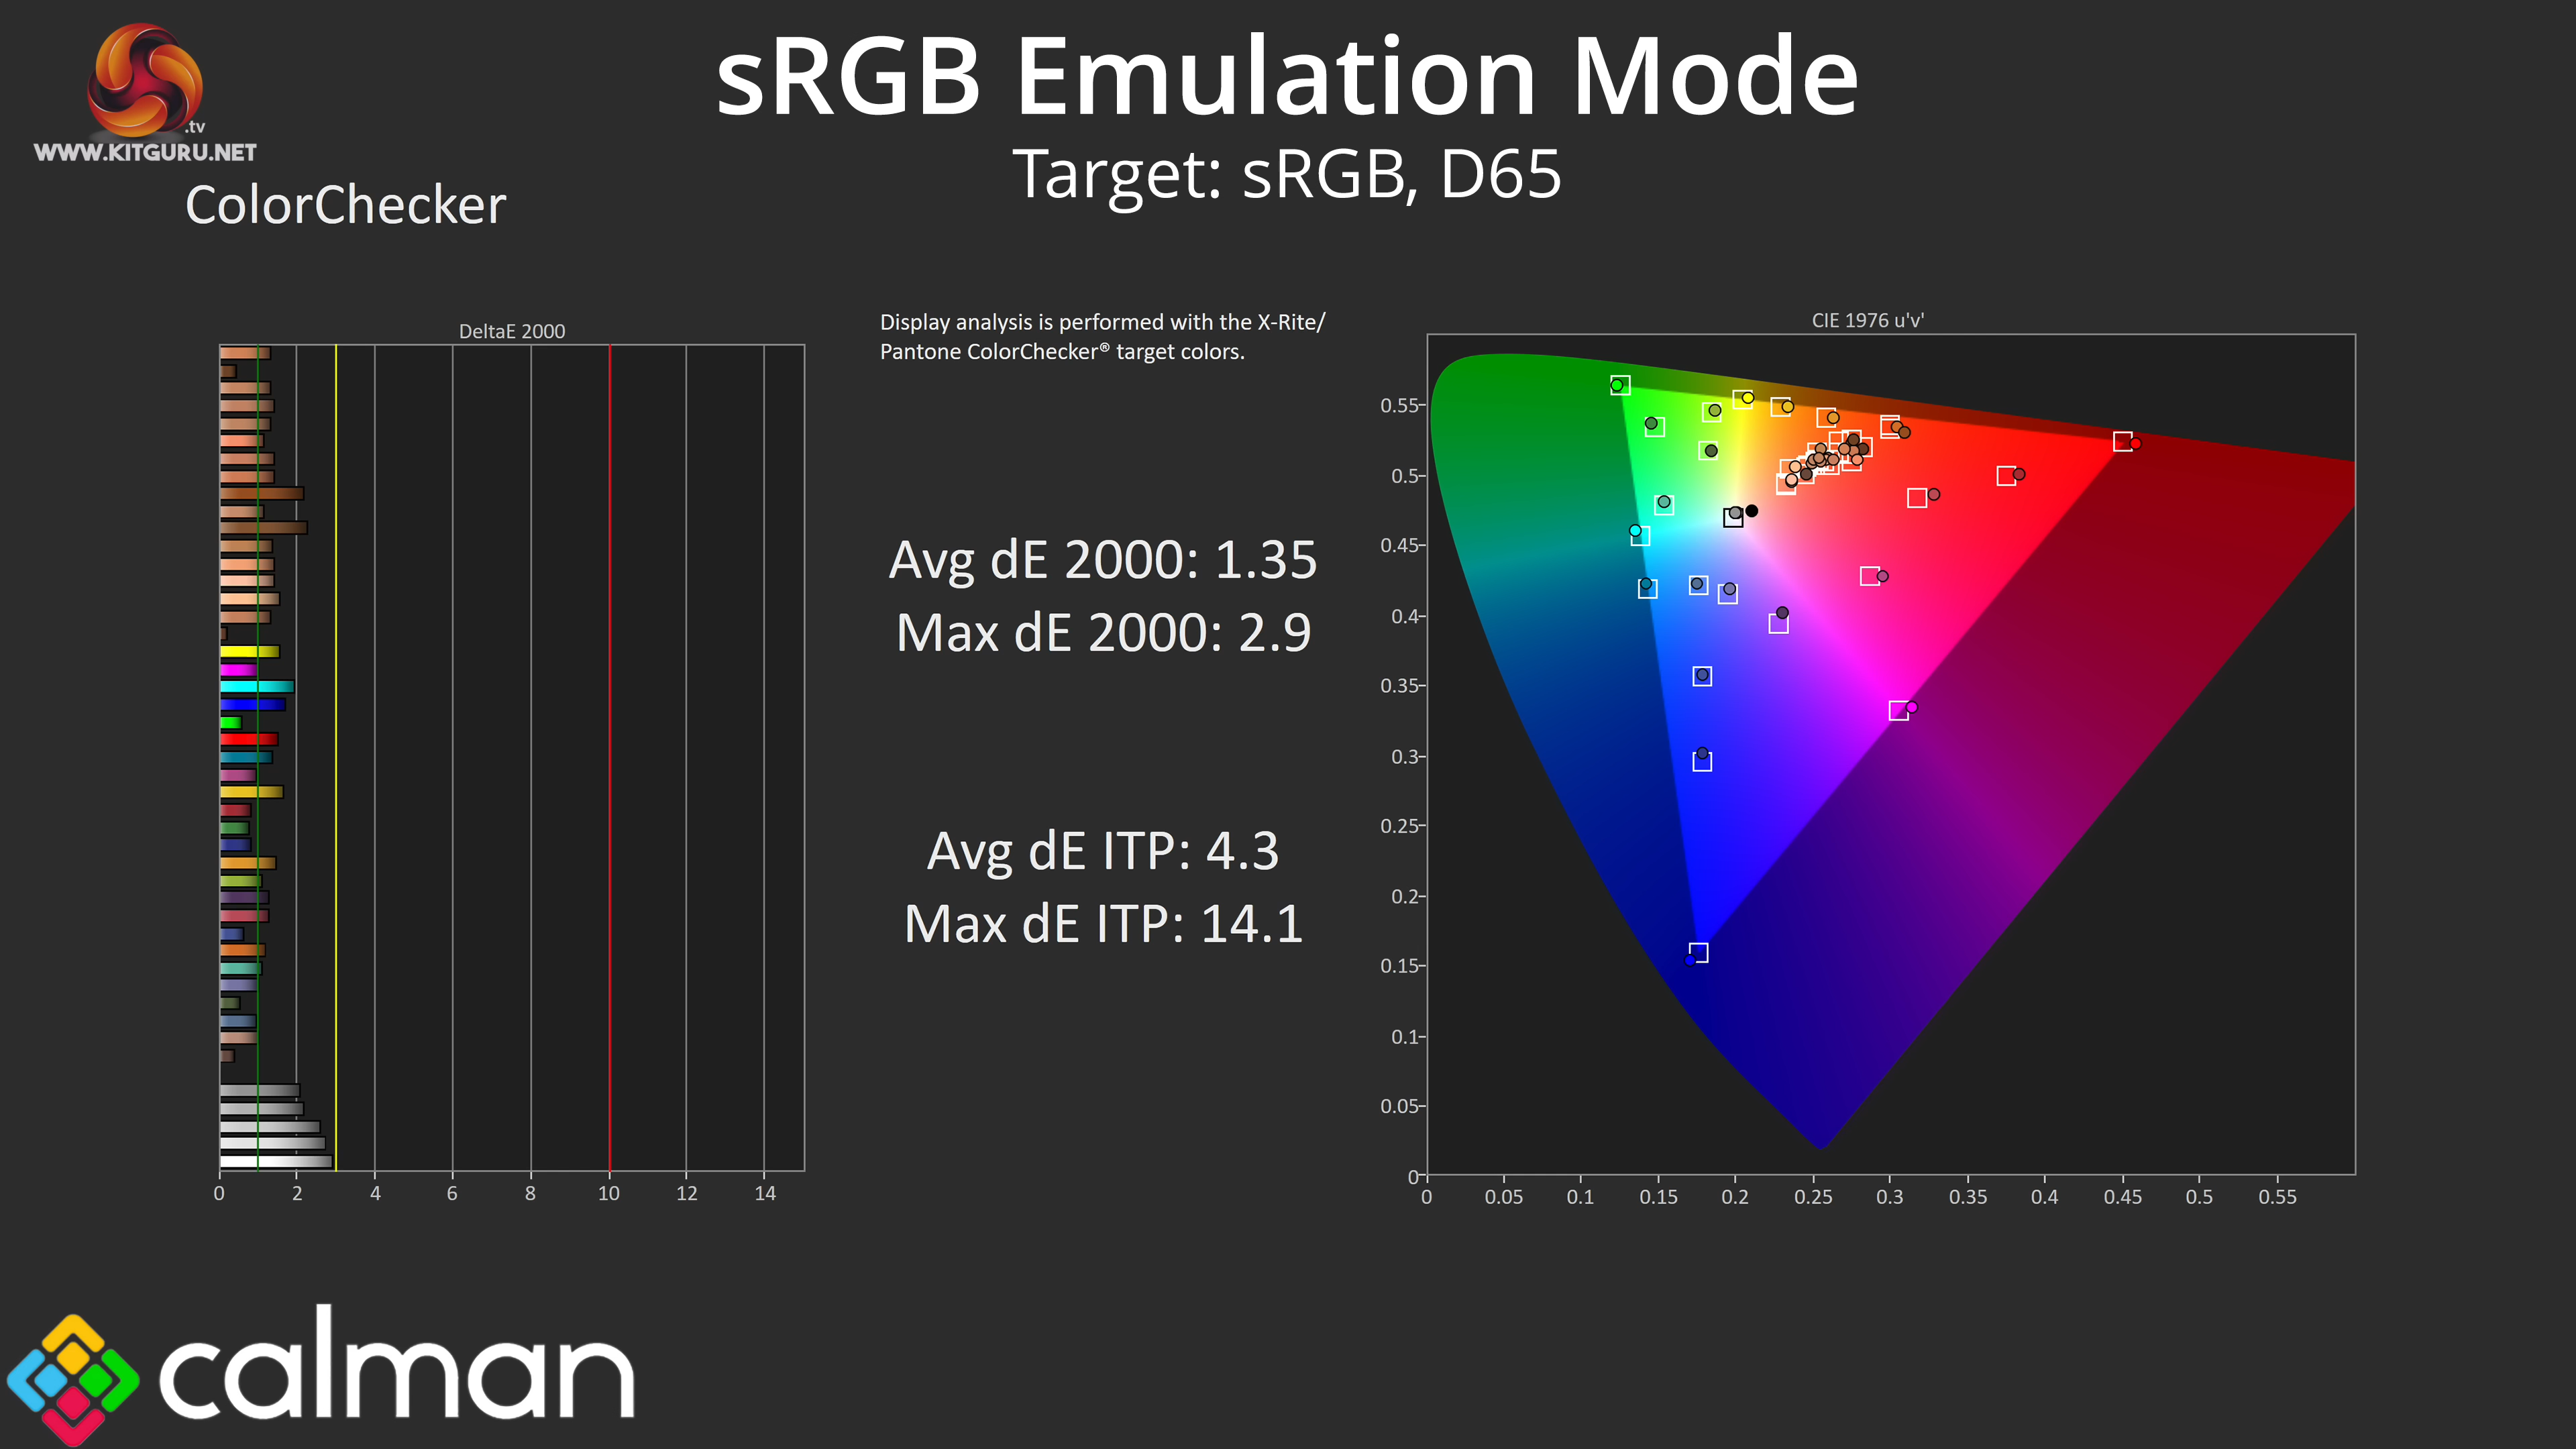 sRGB Emulation Mode
Target: sRGB, D65
.tv
WWW.KITGURU.NET
ColorChecker
DeltaE 2000
0 2 4 6 8 10 12 14
Display analysis is performed with the X-Rite/
Pantone ColorChecker® target colors.
Avg dE 2000: 1.35
Max dE 2000: 2.9
Avg dE ITP: 4.3
Max dE ITP: 14.1
CIE 1976 u'v'
0.55
0.5
0.45
0.4
0.35
0.3
0.25
0.2
0.15
0.1
0.05
0
0 0.05 0.1 0.15 0.2 0.25 0.3 0.35 0.4 0.45 0.5 0.55
calman